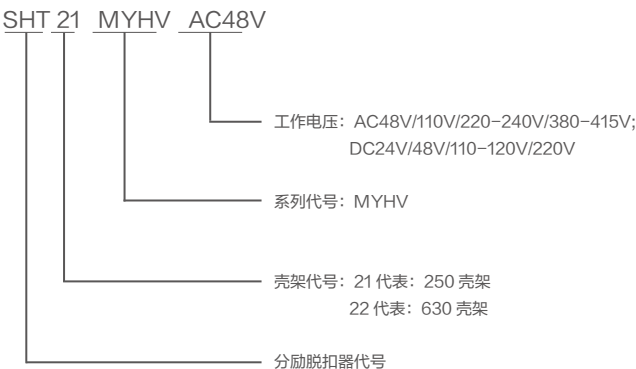 SHT 21 MYHV AC48V
工作电压：AC48V/110V/220-240V/380-415V;
DC24V/48V/110-120V/220V
系列代号：MYHV
壳架代号：21 代表：250 壳架
22 代表：630 壳架
分励脱扣器代号